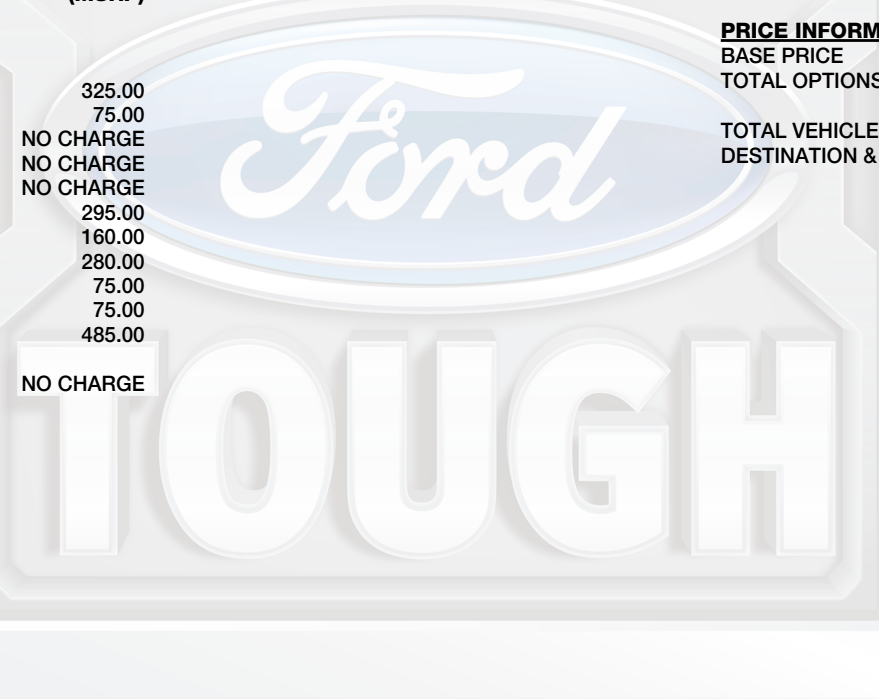 (MSRP)
325.00
75.00
NO CHARGE
NO CHARGE
NO CHARGE
295.00
160.00
280.00
75.00
75.00
485.00
NO CHARGE
PRICE INFORM
BASE PRICE
TOTAL OPTIONS
TOTAL VEHICLE
DESTINATION &
Ford
TOUGH